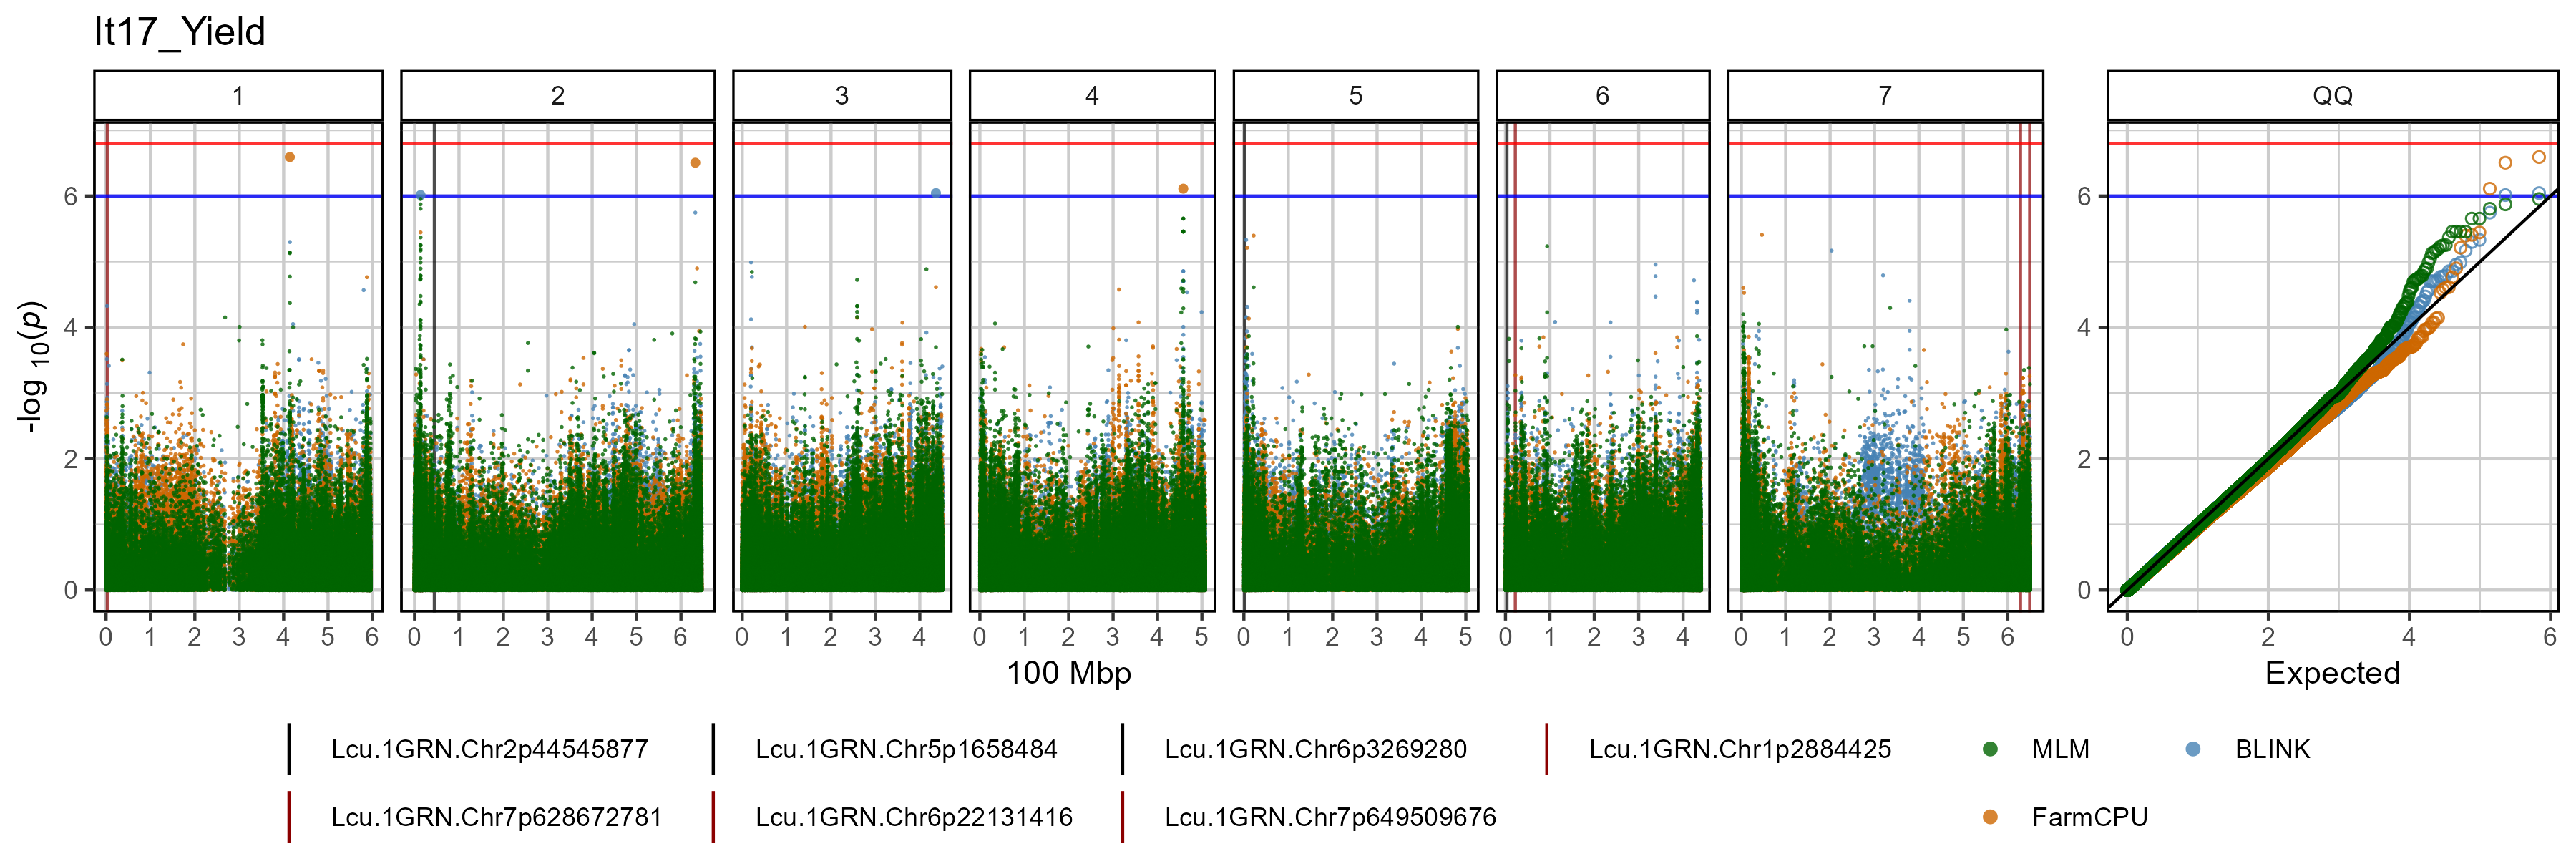 It17_Yield
1 2 3 4 5 6 7 QQ
-log 10(p)
6 6
4 4
2 2
0 0
0 1 2 3 4 5 6 0 1 2 3 4 5 6 0 1 2 3 4 0 1 2 3 4 5 0 1 2 3 4 5 0 1 2 3 4 0 1 2 3 4 5 6 0 2 4 6
100 Mbp Expected
Lcu.1GRN.Chr2p44545877 Lcu.1GRN.Chr5p1658484 Lcu.1GRN.Chr6p3269280 Lcu.1GRN.Chr1p2884425 MLM BLINK
Lcu.1GRN.Chr7p628672781 Lcu.1GRN.Chr6p22131416 Lcu.1GRN.Chr7p649509676 FarmCPU